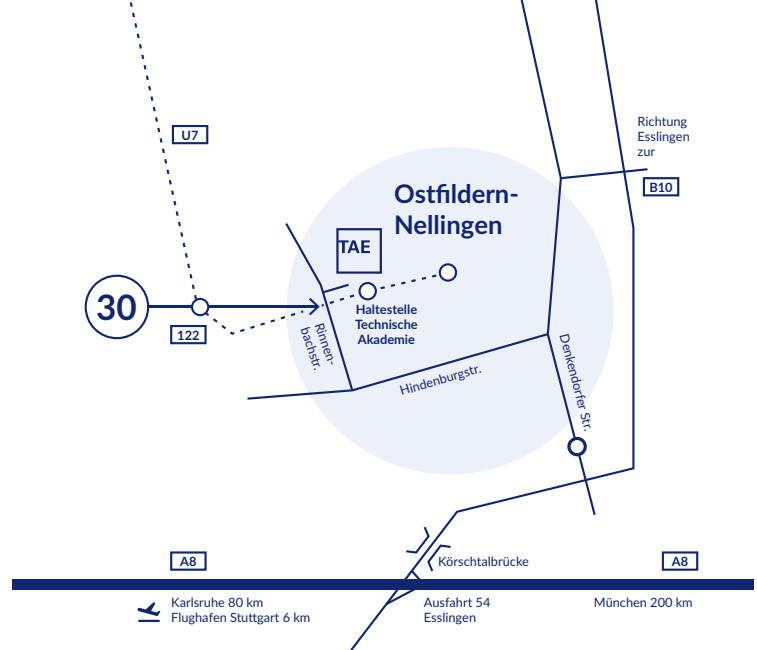 U7
Richtung
Esslingen
zur
B10
Ostfildern-
Nellingen
TAE
30
122
Haltestelle
Technische
Akademie
Rinnen-
bachstr.
Hindenburgstr.
Denkendorfer Str.
A8
Körschtalbrücke
A8
Karlsruhe 80 km
Flughafen Stuttgart 6 km
Ausfahrt 54
Esslingen
München 200 km